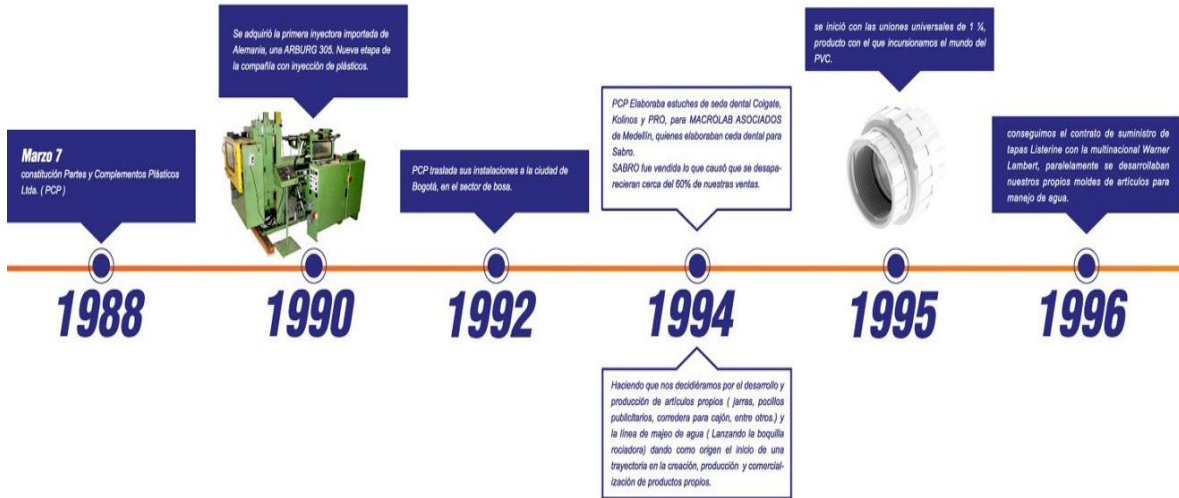 Marzo 7
constitución Partes y Complementos Plásticos
Ltda. ( PCP )
1988
Se adquirió la primera inyectora importada de
Alemania, una ARBURG 305. Nueva etapa de
la compañía con inyección de plásticos.
1990
PCP traslada sus instalaciones a la ciudad de
Bogotá, en el sector de bosa.
1992
PCP Elaboraba estuches de seda dental Colgate,
Kolinos y PRO, para MACROLAB ASOCIADOS
de Medellín, quienes elaboraban ceda dental para
Sabro.
SABRO fue vendida lo que causó que se desapa-
recieran cerca del 60% de nuestras ventas.
1994
Haciendo que nos decidiéramos por el desarrollo y
producción de artículos propios ( jarras, pocillos
publicitarios, corredera para cajón, entre otros.) y
la línea de majeo de agua ( Lanzando la boquilla
rociadora) dando como origen el inicio de una
trayectoria en la creación, producción y comercial-
ización de productos propios.
se inició con las uniones universales de 1 ¼,
producto con el que incursionamos el mundo del
PVC.
1995
conseguimos el contrato de suministro de
tapas Listerine con la multinacional Warner
Lambert, paralelamente se desarrollaban
nuestros propios moldes de artículos para
manejo de agua.
1996